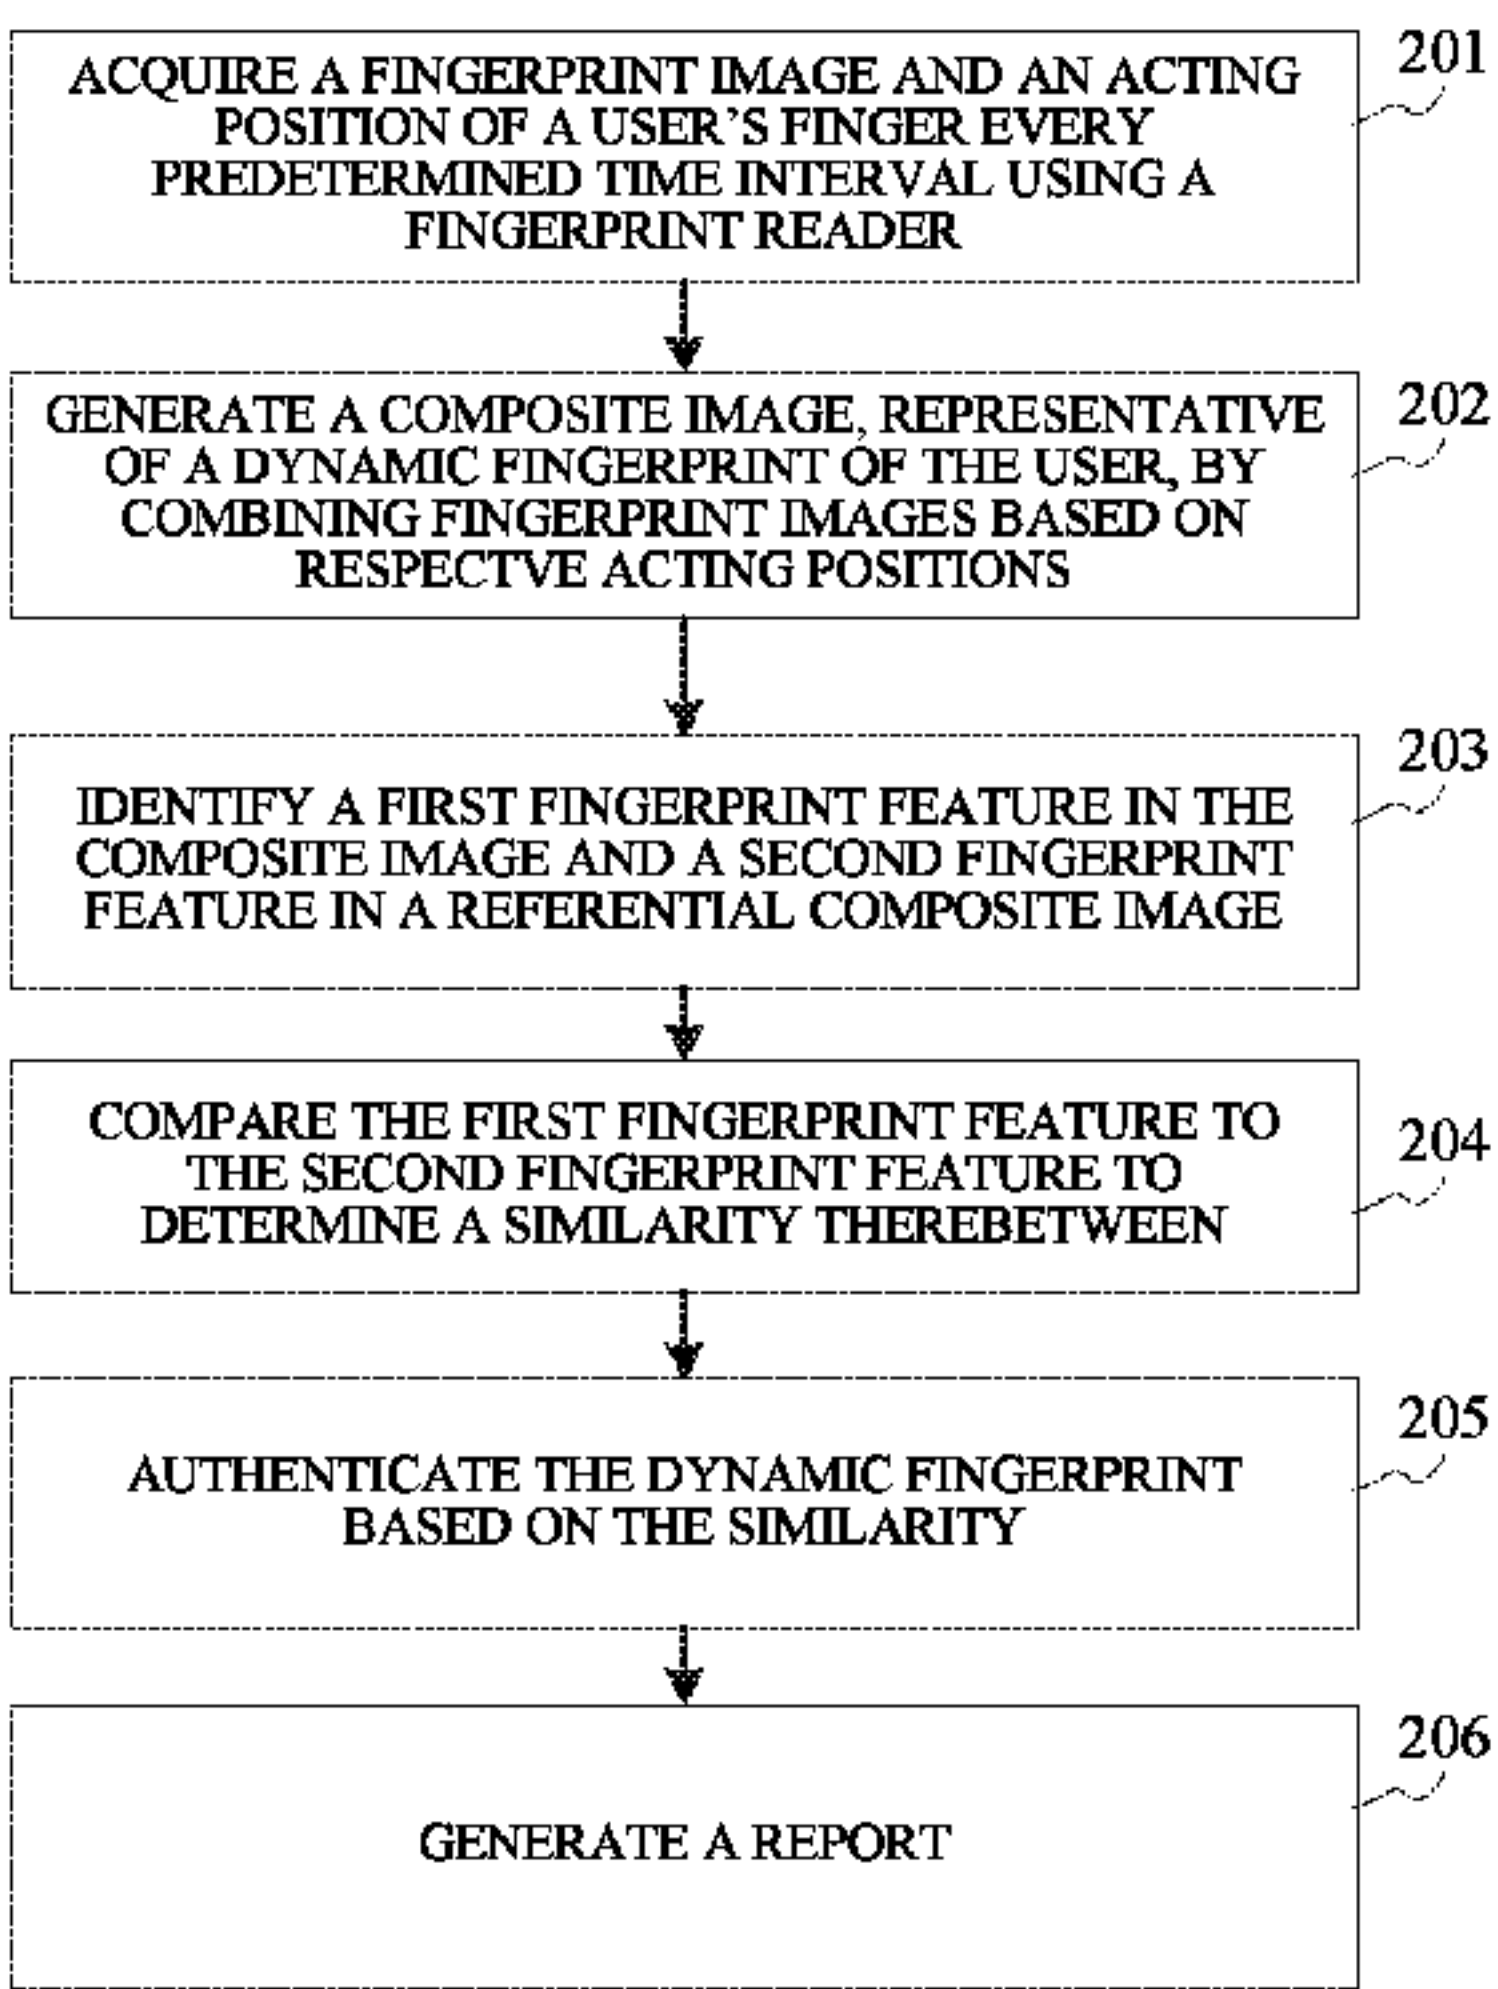 201
ACQUIRE A FINGERPRINT IMAGE AND AN ACTING
POSITION OF A USER'S FINGER EVERY
PREDETERMINED TIME INTERVAL USING A
FINGERPRINT READER
202
GENERATE A COMPOSITE IMAGE, REPRESENTATIVE
OF A DYNAMIC FINGERPRINT OF THE USER, BY
COMBINING FINGERPRINT IMAGES BASED ON
RESPECTVE ACTING POSITIONS
203
IDENTIFY A FIRST FINGERPRINT FEATURE IN THE
COMPOSITE IMAGE AND A SECOND FINGERPRINT
FEATURE IN A REFERENTIAL COMPOSITE IMAGE
204
COMPARE THE FIRST FINGERPRINT FEATURE TO
THE SECOND FINGERPRINT FEATURE TO
DETERMINE A SIMILARITY THEREBETWEEN
205
AUTHENTICATE THE DYNAMIC FINGERPRINT
BASED ON THE SIMILARITY
206
GENERATE A REPORT